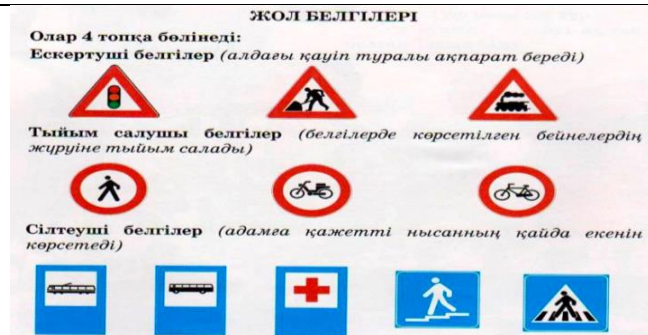 ЖОЛ БЕЛГІЛЕРІ
Олар 4 топқа бөлінеді:
Ескертуші белгілер (алдағы қауіп туралы ақпарат береді)
Тыйым салушы белгілер (белгілерде көрсетілген бейнелердің
жүруіне тыйым салады)
Сілтеуші белгілер (адамға қажетті нысанның қайда екенін
көрсетеді)